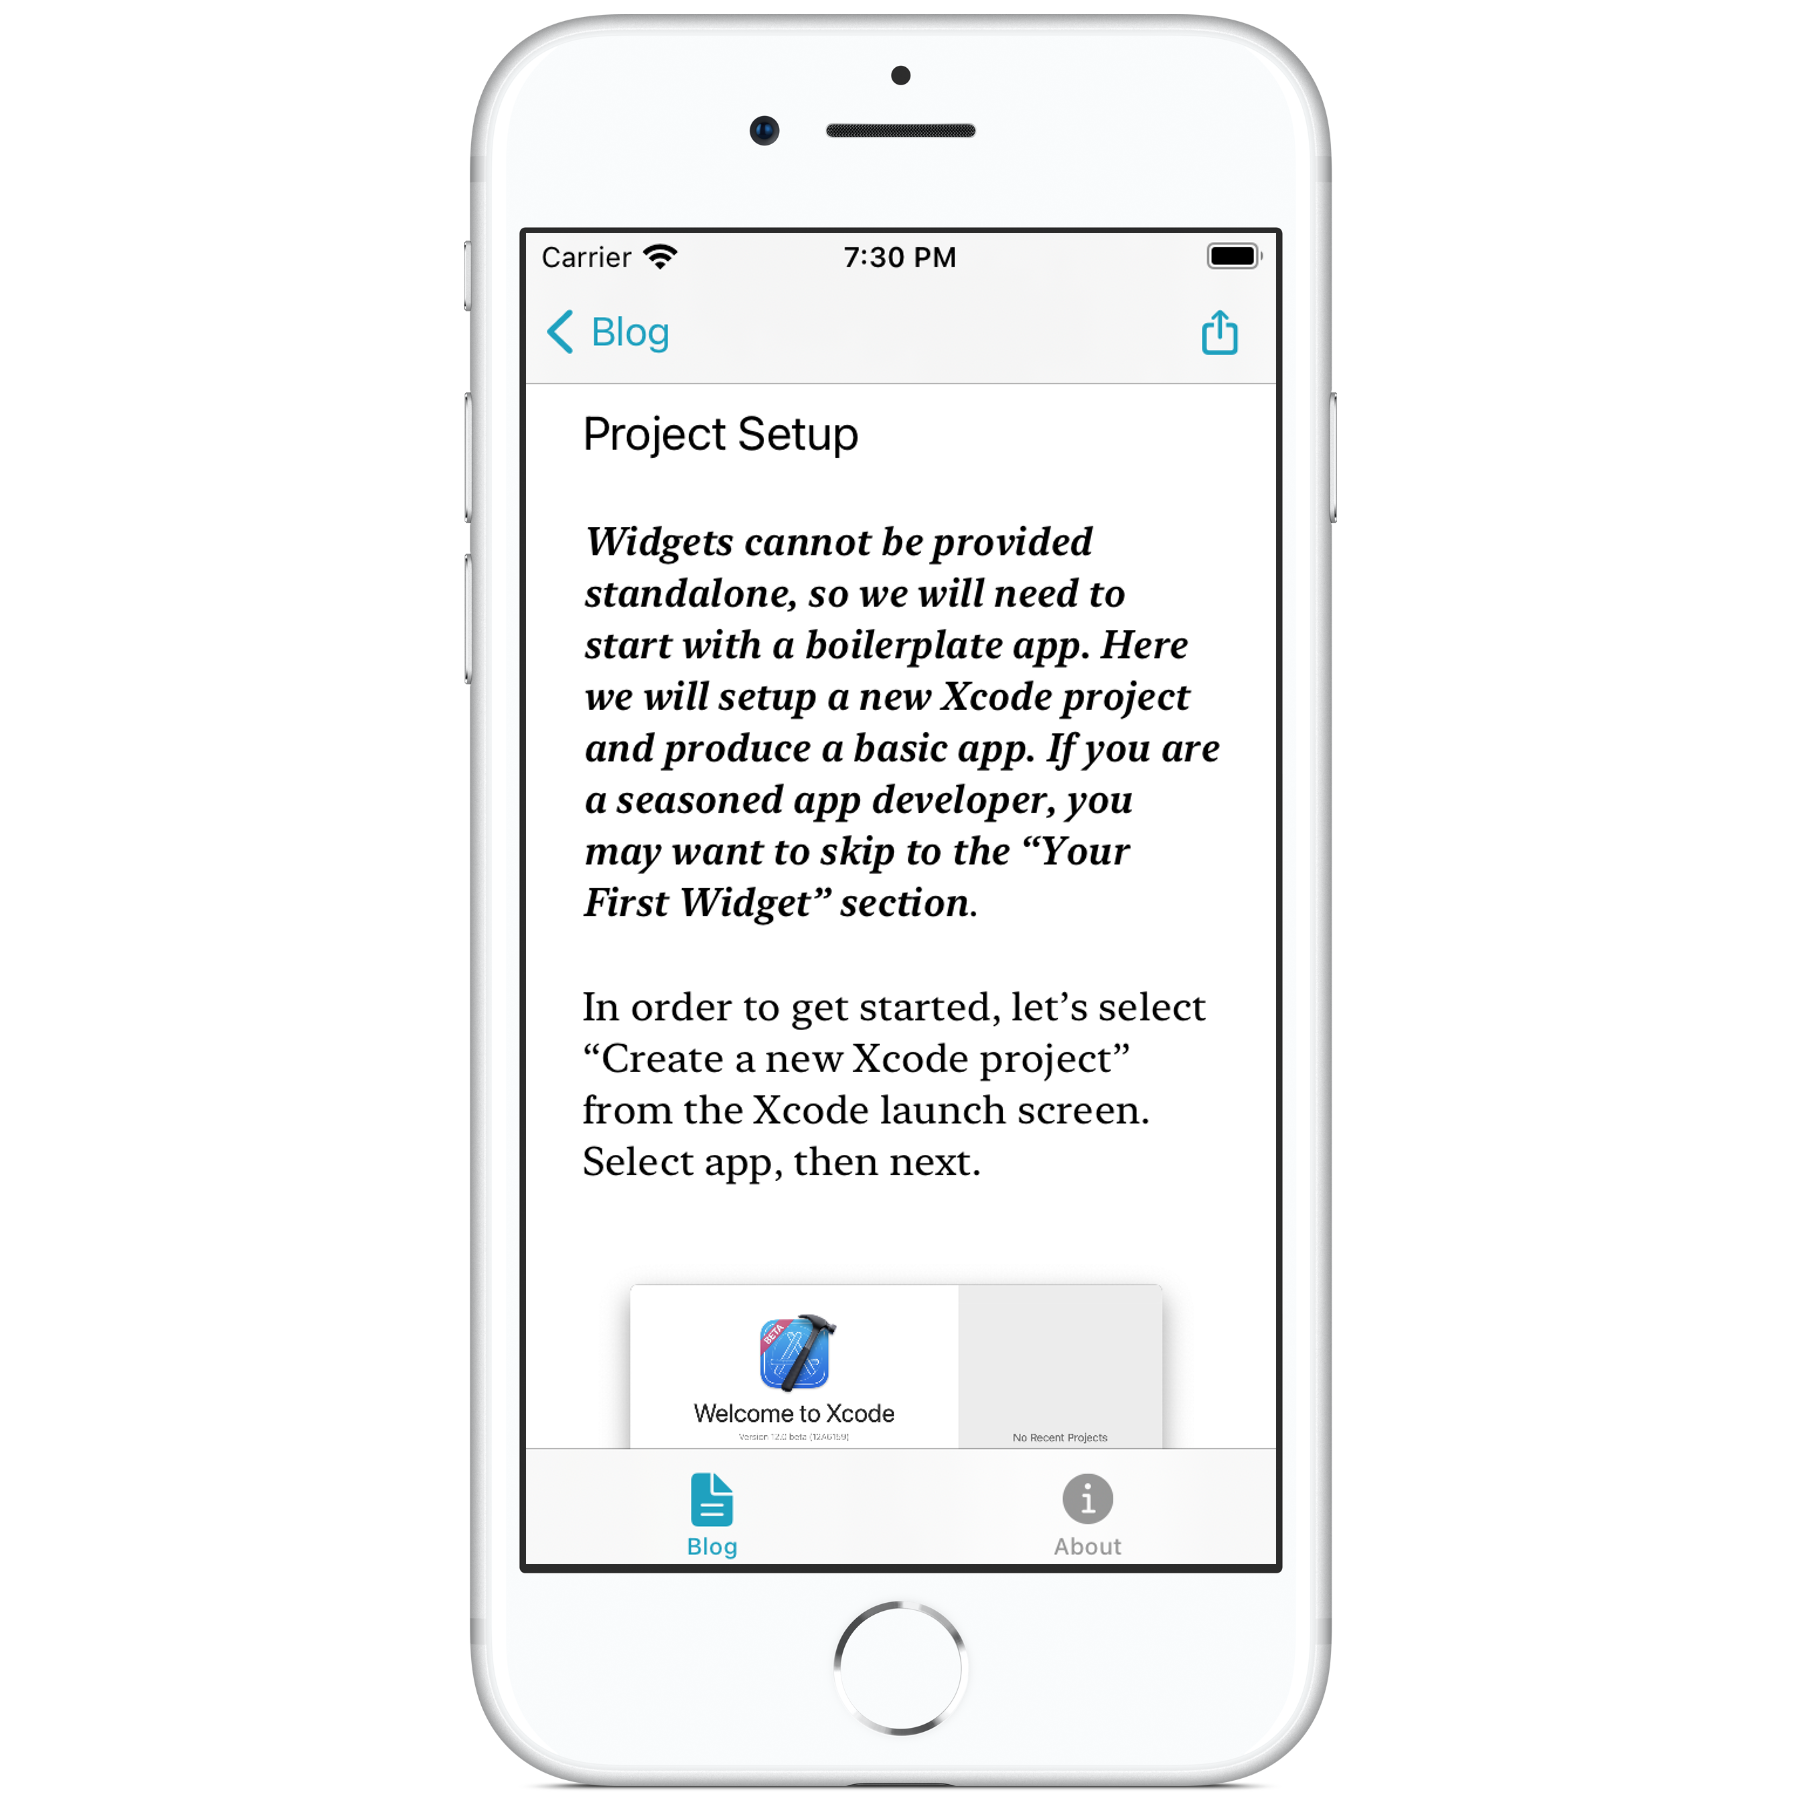 Carrier 7:30 PM
Blog
Project Setup
Widgets cannot be provided
standalone, so we will need to
start with a boilerplate app. Here
we will setup a new Xcode project
and produce a basic app. If you are
a seasoned app developer, you
may want to skip to the “Your
First Widget” section.
In order to get started, let’s select
“Create a new Xcode project”
from the Xcode launch screen.
Select app, then next.
BETA
Welcome to Xcode
Version 12.0 beta (12A6159)
No Recent Projects
Blog
About